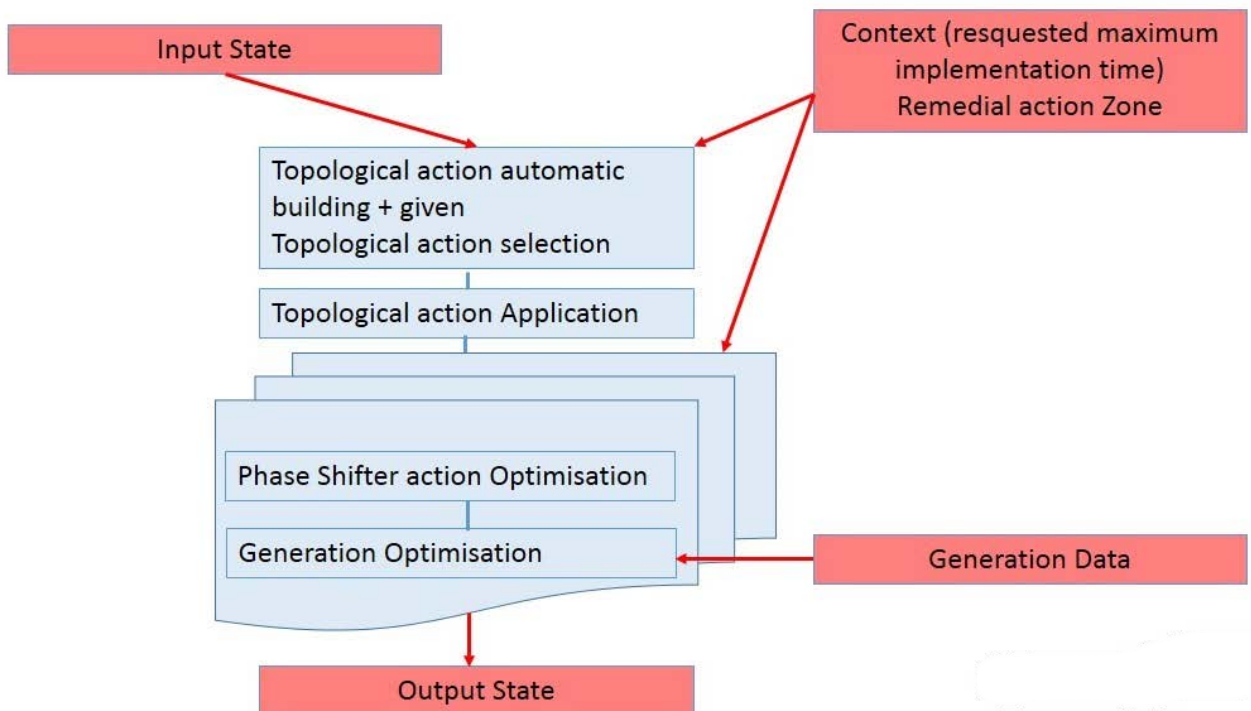 Input State
Context (resquested maximum
implementation time)
Remedial action Zone
Topological action automatic
building + given
Topological action selection
Topological action Application
Phase Shifter action Optimisation
Generation Optimisation
Generation Data
Output State